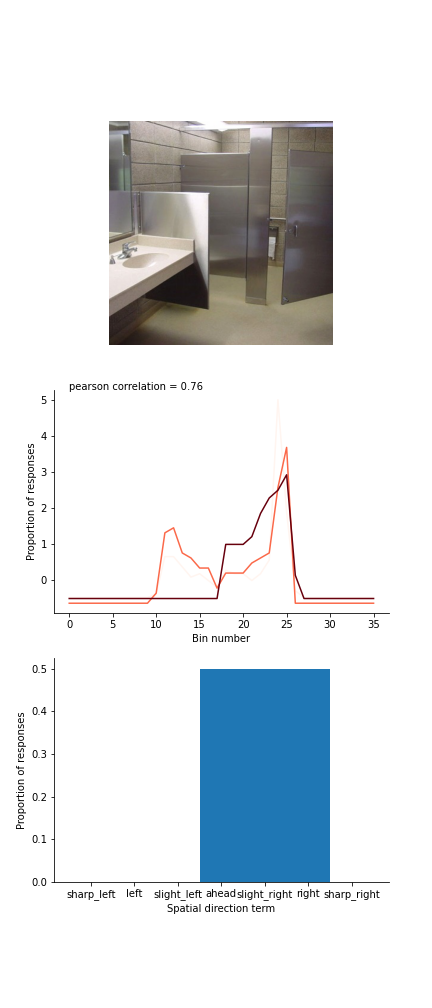 pearson correlation = 0.76
5
4
3
2
1
0
Proportion of responses
0 5 10 15 20 25 30 35
Bin number
0.5
0.4
0.3
0.2
0.1
0.0
Proportion of responses
sharp_left left slight_left ahead slight_right right sharp_right
Spatial direction term